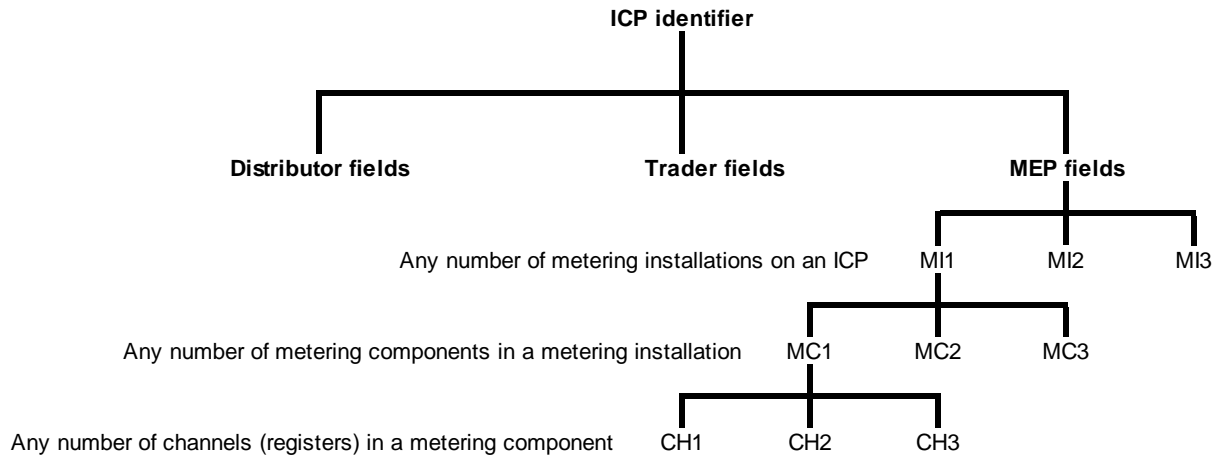 ICP identifier
Distributor fields Trader fields MEP fields
Any number of metering installations on an ICP MI1 MI2 MI3
Any number of metering components in a metering installation MC1 MC2 MC3
Any number of channels (registers) in a metering component CH1 CH2 CH3